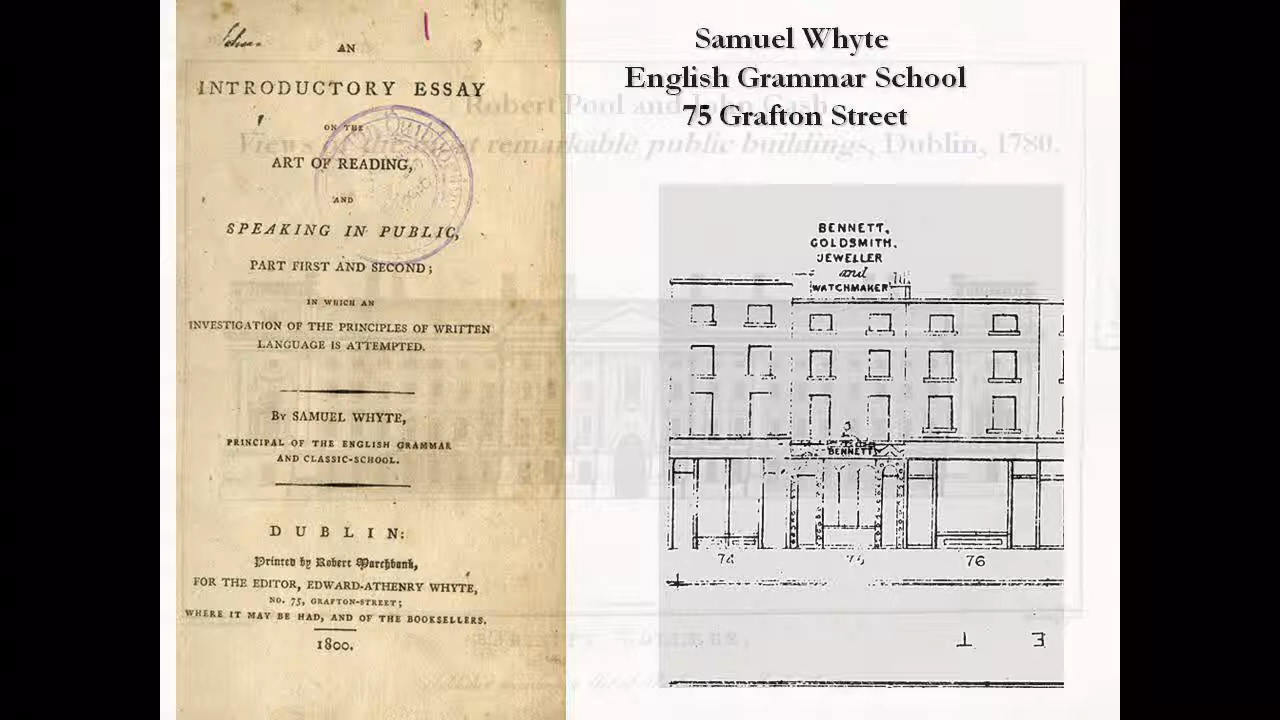 AN
INTRODUCTORY ESSAY
ON THE
ART OF READING,
AND
SPEAKING IN PUBLIC,
PART FIRST AND SECOND;
IN WHICH AN
INVESTIGATION OF THE PRINCIPLES OF WRITTEN
LANGUAGE IS ATTEMPTED.
By SAMUEL WHYTE,
PRINCIPAL OF THE ENGLISH GRAMMAR
AND CLASSIC-SCHOOL.
DUBLIN:
Printed by Robert Marchbank,
FOR THE EDITOR, EDWARD-ATHENRY WHYTE,
NO. 75, GRAFTON-STREET;
WHERE IT MAY BE HAD, AND OF THE BOOKSELLERS.
1800.
Samuel Whyte
English Grammar School
75 Grafton Street
Robert Pool and John Cash
Views of the most remarkable public buildings, Dublin, 1780.
BENNETT,
GOLDSMITH,
JEWELLER
and
WATCHMAKER
BENNETT
74 75 76